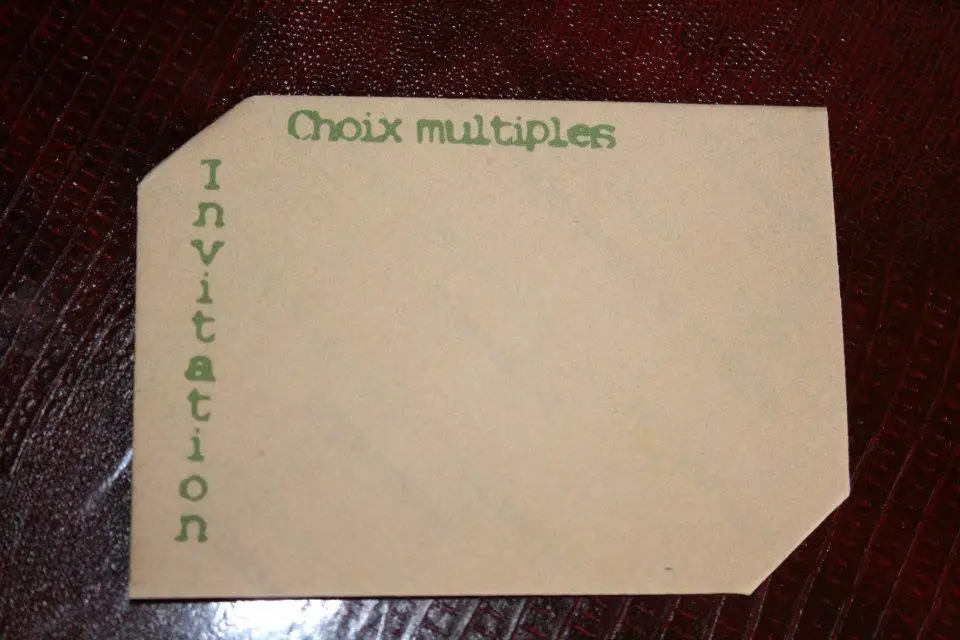 Choix multiples
Invitation